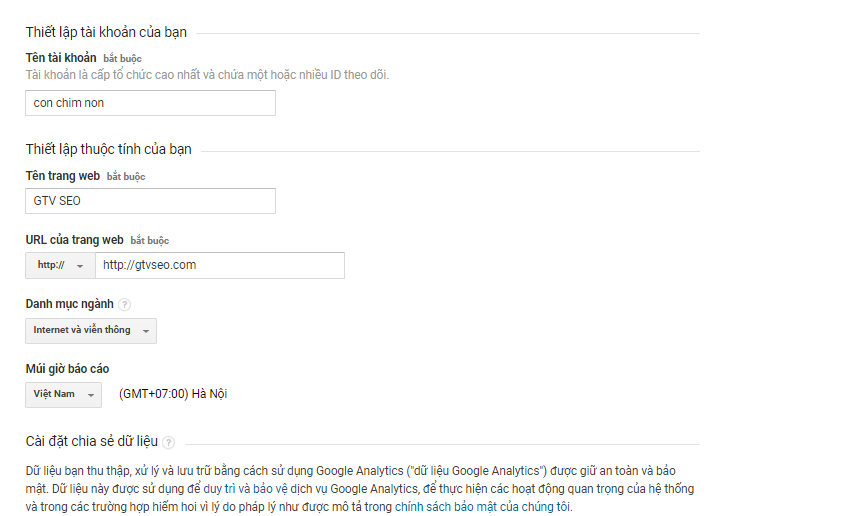 Thiết lập tài khoản của bạn
Tên tài khoản bắt buộc
Tài khoản là cấp tổ chức cao nhất và chứa một hoặc nhiều ID theo dõi.
con chim non
Thiết lập thuộc tính của bạn
Tên trang web bắt buộc
GTV SEO
URL của trang web bắt buộc
http:// http://gtvseo.com
Danh mục ngành ?
Internet và viễn thông
Múi giờ báo cáo
Việt Nam (GMT+07:00) Hà Nội
Cài đặt chia sẻ dữ liệu ?
Dữ liệu bạn thu thập, xử lý và lưu trữ bằng cách sử dụng Google Analytics ("dữ liệu Google Analytics") được giữ an toàn và bảo
mật. Dữ liệu này được sử dụng để duy trì và bảo vệ dịch vụ Google Analytics, để thực hiện các hoạt động quan trọng của hệ thống
và trong các trường hợp hiếm hoi vì lý do pháp lý như được mô tả trong chính sách bảo mật của chúng tôi.